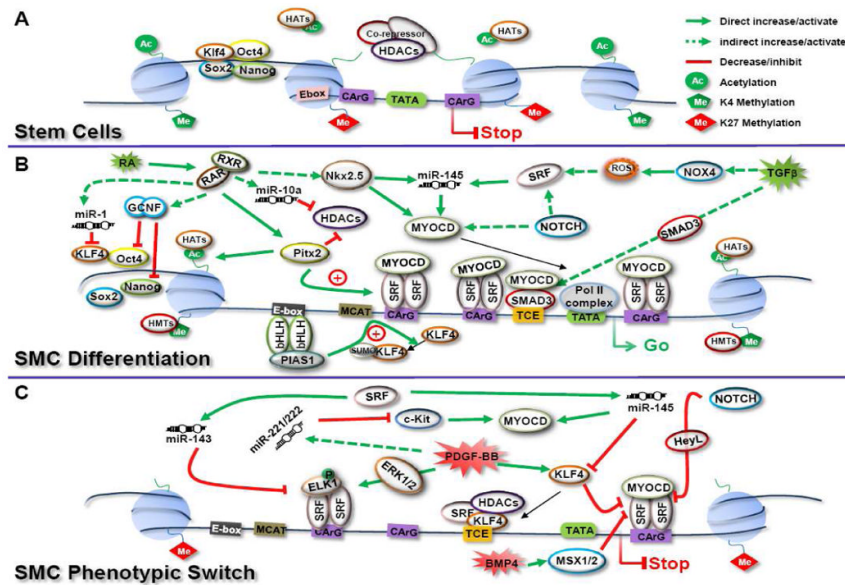 A
HATs
Ac
Klf4
Oct4
Sox2
Nanog
Co-repressor
HDACs
Ac
HATs
Ac
Ebox
CArG
TATA
CArG
Me
Me
Me
Me
Stop
Stem Cells
Direct increase/activate
indirect increase/activate
Decrease/inhibit
Ac
Acetylation
Me
K4 Methylation
Me
K27 Methylation
B
RA
RXR
RAR
miR-1
GCNF
miR-10a
HDACs
Nkx2.5
miR-145
SRF
ROS
NOX4
TGFβ
KLF4
Oct4
HATs
Ac
Pitx2
MYOCD
NOTCH
SMAD3
Sox2
Nanog
HMTs
Me
+
MYOCD
SRF
SRF
MYOCD
SRF
SRF
MYOCD
SMAD3
Pol II
complex
MYOCD
SRF
SRF
HATs
Ac
HMTs
Me
E-box
MCAT
CArG
CArG
TCE
TATA
CArG
Go
bHLH
bHLH
PIAS1
+
SUMO
KLF4
KLF4
SMC Differentiation
C
SRF
miR-143
miR-221/222
c-Kit
MYOCD
miR-145
NOTCH
HeyL
PDGF-BB
ERK1/2
P
ELK1
SRF
SRF
KLF4
HDACs
SRF
KLF4
MYOCD
SRF
SRF
E-box
MCAT
CArG
CArG
TCE
TATA
CArG
Me
BMP4
MSX1/2
Stop
Me
SMC Phenotypic Switch